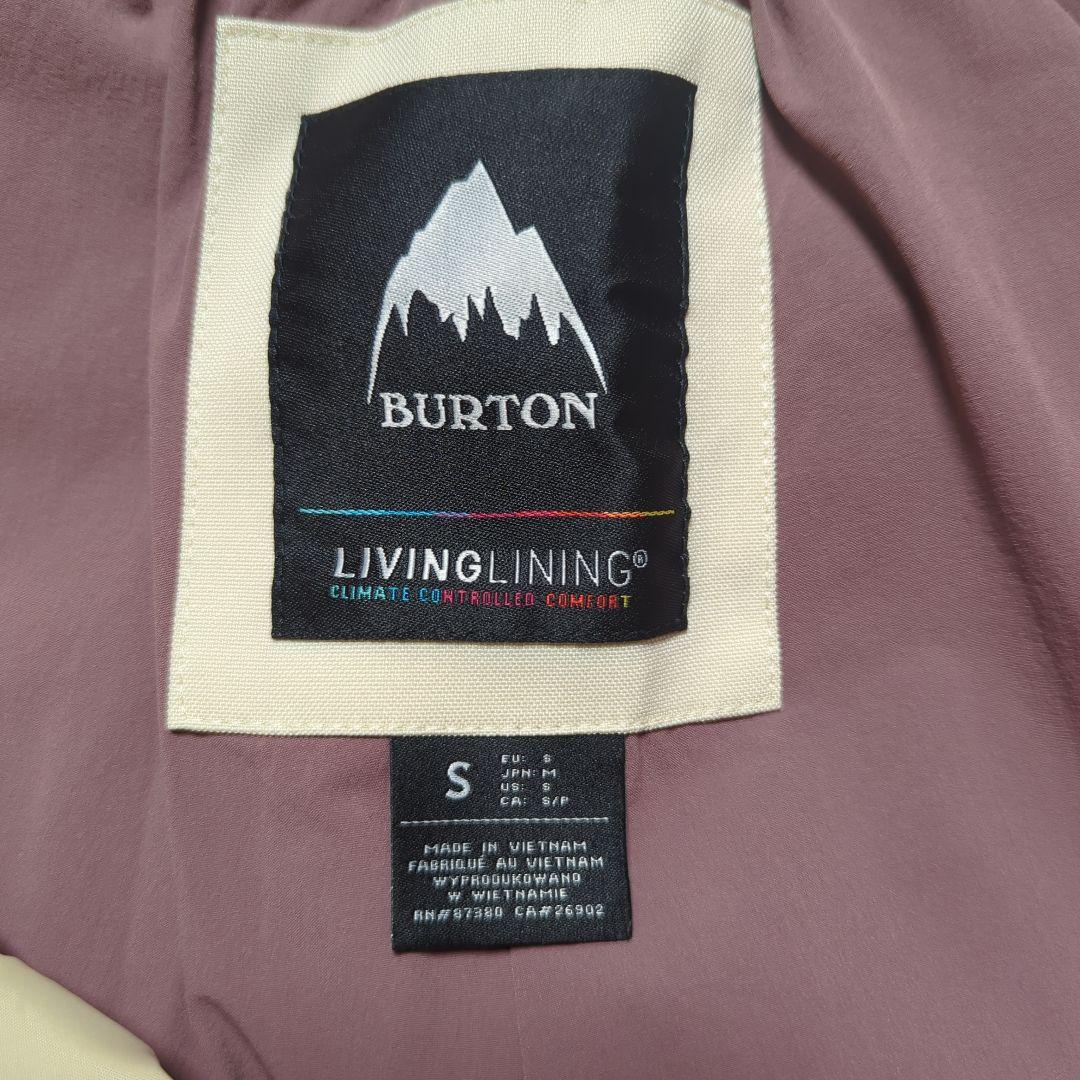 BURTON
LIVINGLINING®
CLIMATE CONTROLLED COMFORT
S
EU: S
JPN: M
US: S
CA: S/P
MADE IN VIETNAM
FABRIQUÉ AU VIETNAM
WYPRODUKOWANO
W WIETNAMIE
RN#87380 CA#26902